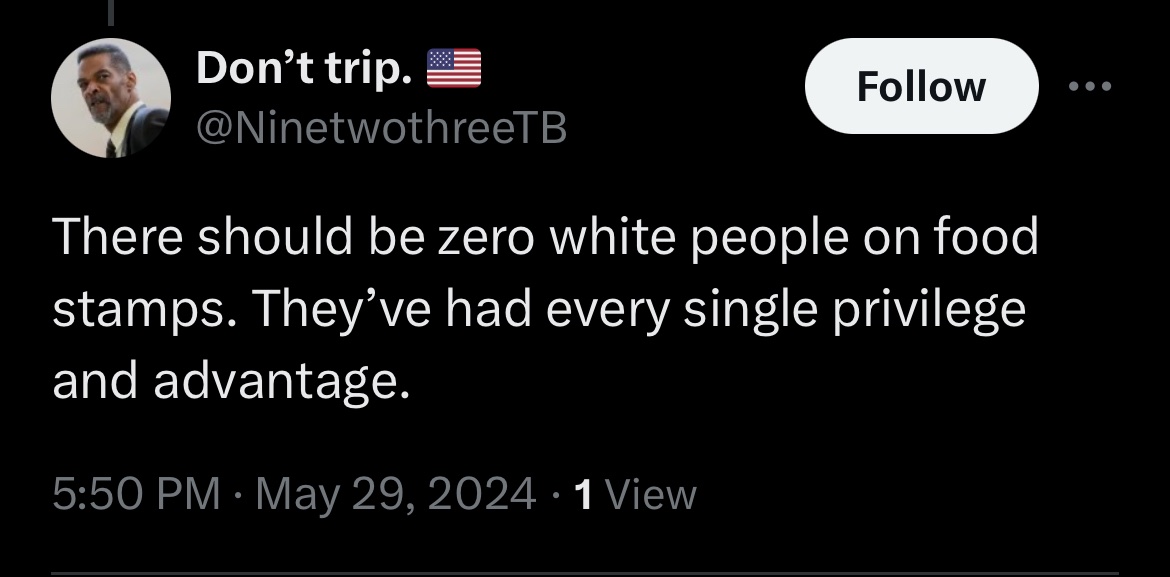 Don’t trip. 🇺🇸
Follow
@NinetwothreeTB
There should be zero white people on food
stamps. They’ve had every single privilege
and advantage.
5:50 PM · May 29, 2024 · 1 View